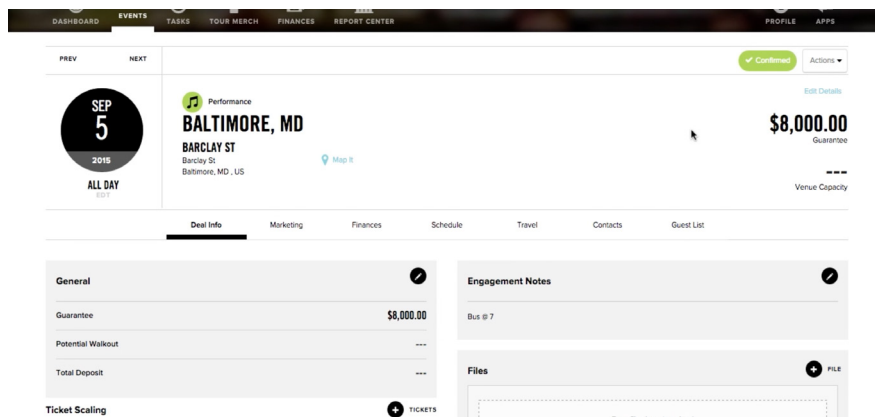 DASHBOARD EVENTS TASKS TOUR MERCH FINANCES REPORT CENTER PROFILE APPS
PREV NEXT
Confirmed Actions
Edit Details
SEP
5
2015
ALL DAY
EDT
Performance
BALTIMORE, MD
BARCLAY ST
Barclay St
Baltimore, MD , US
Map It
$8,000.00
Guarantee
---
Venue Capacity
Deal Info Marketing Finances Schedule Travel Contacts Guest List
General
Guarantee $8,000.00
Potential Walkout ---
Total Deposit ---
Ticket Scaling TICKETS
Engagement Notes
Bus @ 7
Files FILE